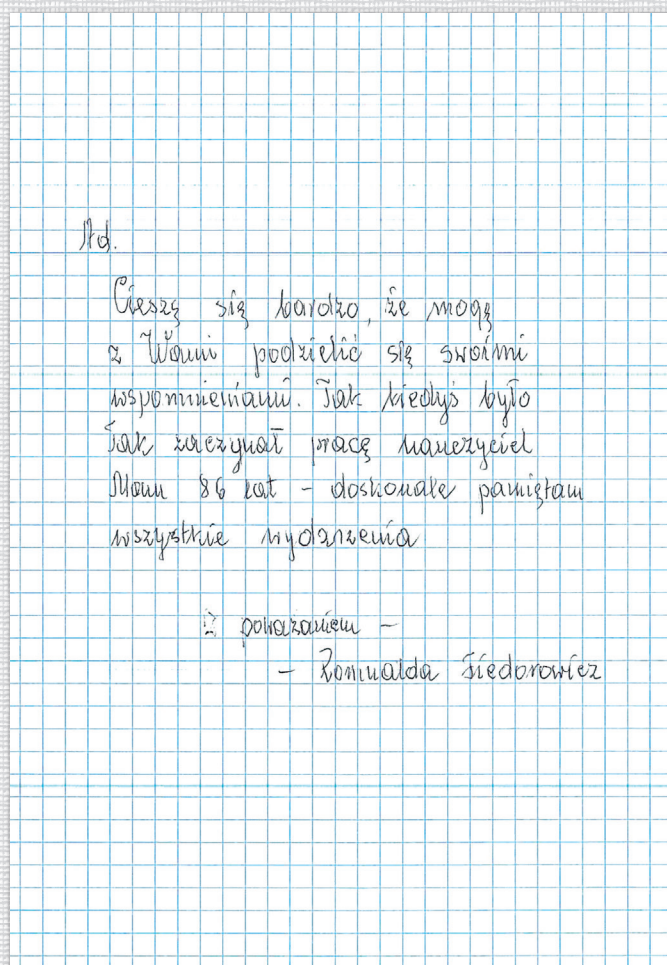 Ad.
Cieszę się bardzo, że mogę
z Wami podzielić się swoimi
wspomnieniami. Tak kiedyś było
Tak zaczynał pracę nauczyciel
Mam 86 lat – doskonale pamiętam
wszystkie wydarzenia
Z poważaniem –
– Romualda Fiedorowicz